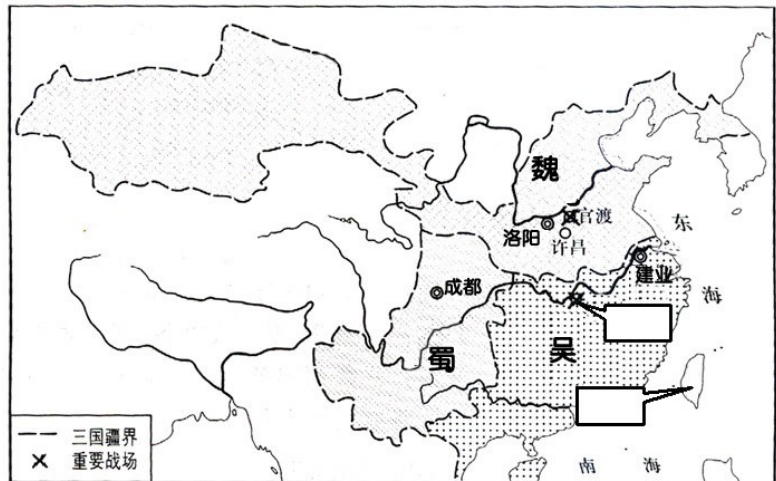 魏
官渡
洛阳
许昌
东
海
建业
成都
吴
蜀
三国疆界
重要战场
南 海